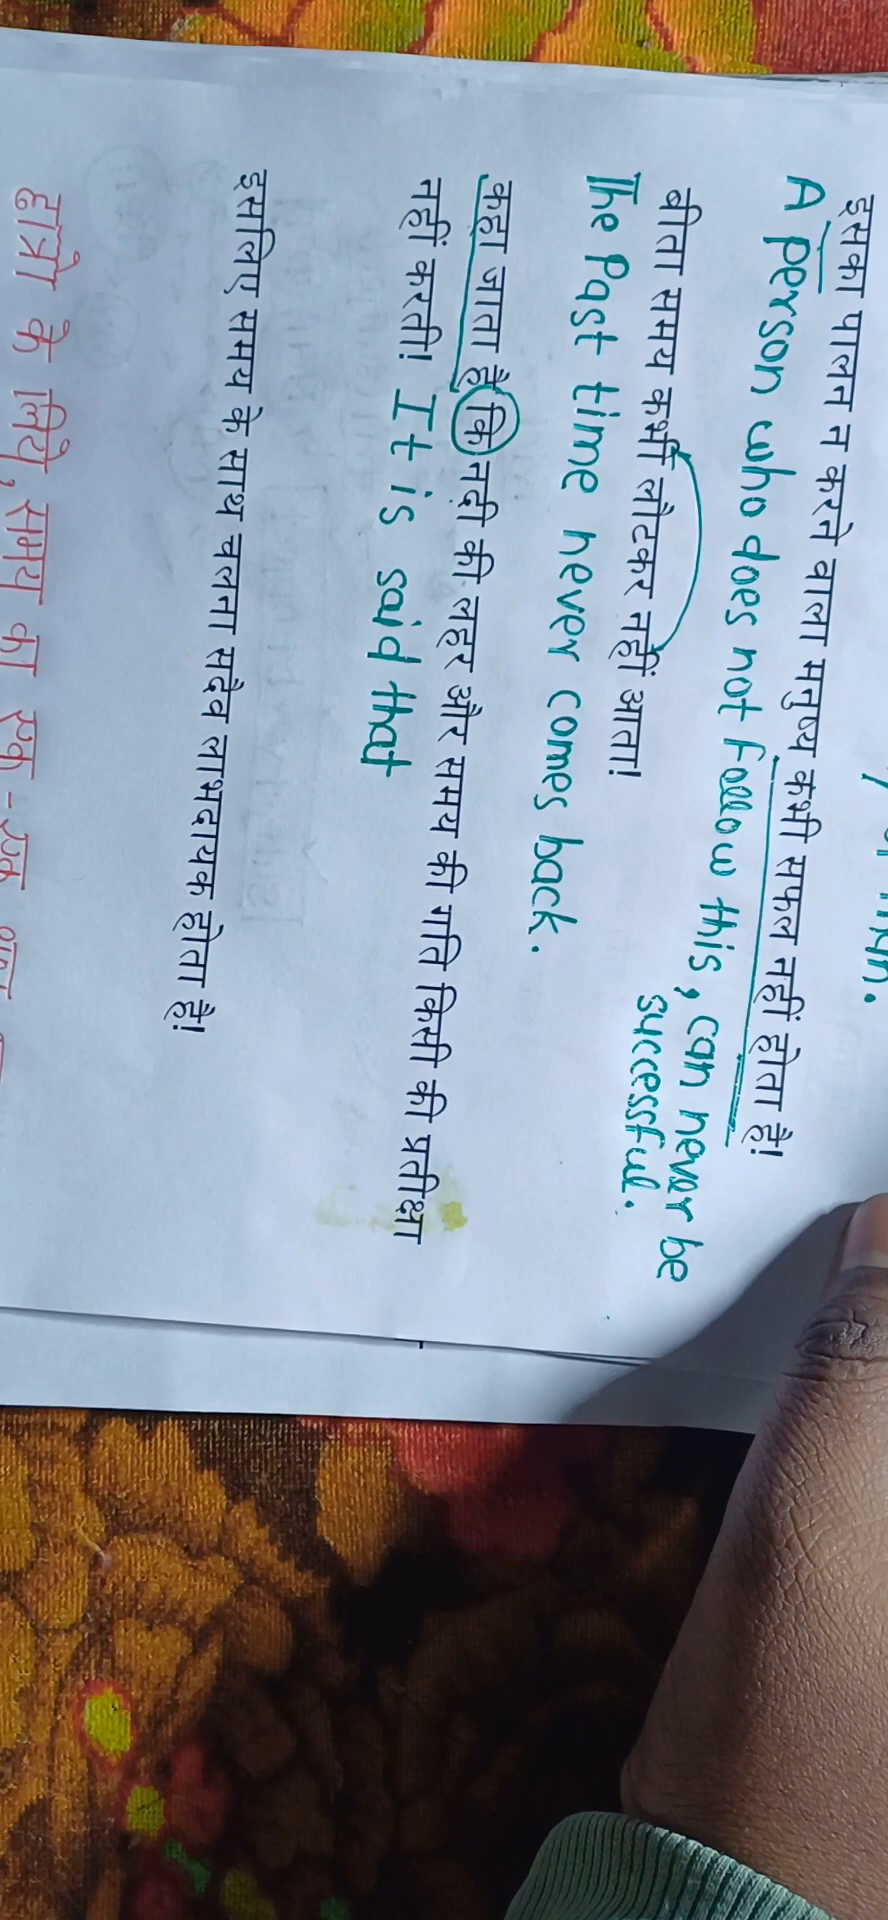 इसका पालन न करने वाला मनुष्य कभी सफल नहीं होता है!
A person who does not follow this, can never be
successful.
बीता समय कभी लौटकर नहीं आता!
The Past time never comes back.
कहा जाता है कि नदी की लहर और समय की गति किसी की प्रतीक्षा
नहीं करती! It is said that
इसलिए समय के साथ चलना सदैव लाभदायक होता है!
छात्रो के लिये, समय का एक-एक